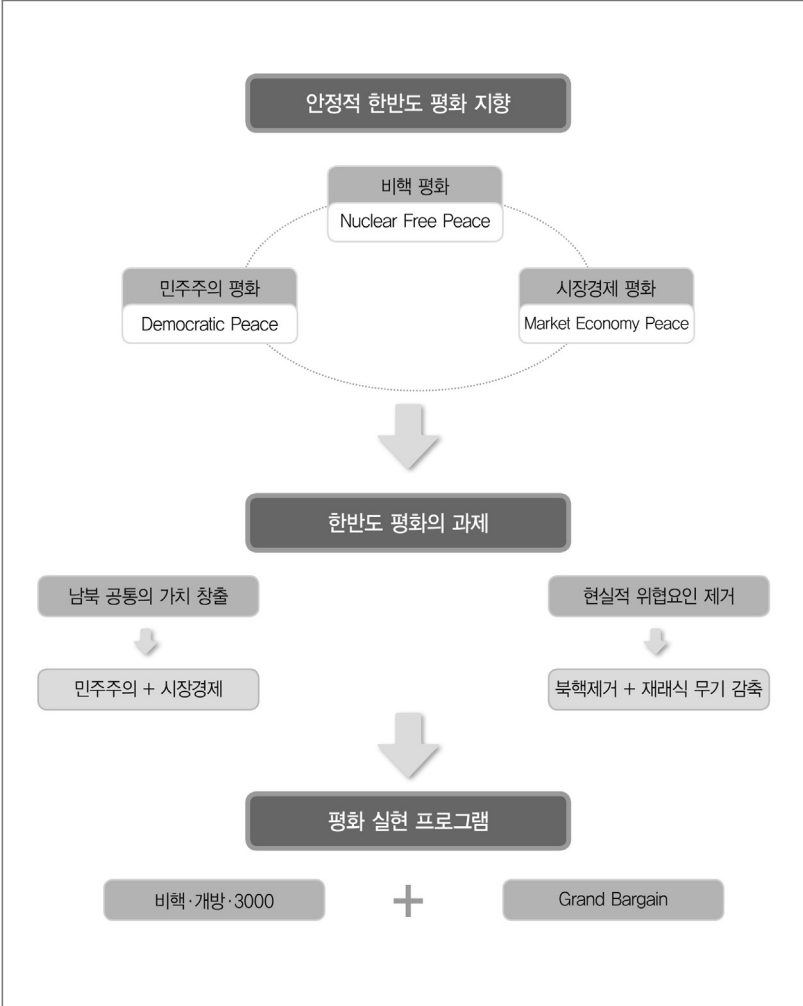 안정적 한반도 평화 지향
비핵 평화
Nuclear Free Peace
민주주의 평화
Democratic Peace
시장경제 평화
Market Economy Peace
한반도 평화의 과제
남북 공통의 가치 창출
현실적 위협요인 제거
민주주의 + 시장경제
북핵제거 + 재래식 무기 감축
평화 실현 프로그램
비핵·개방·3000
+
Grand Bargain